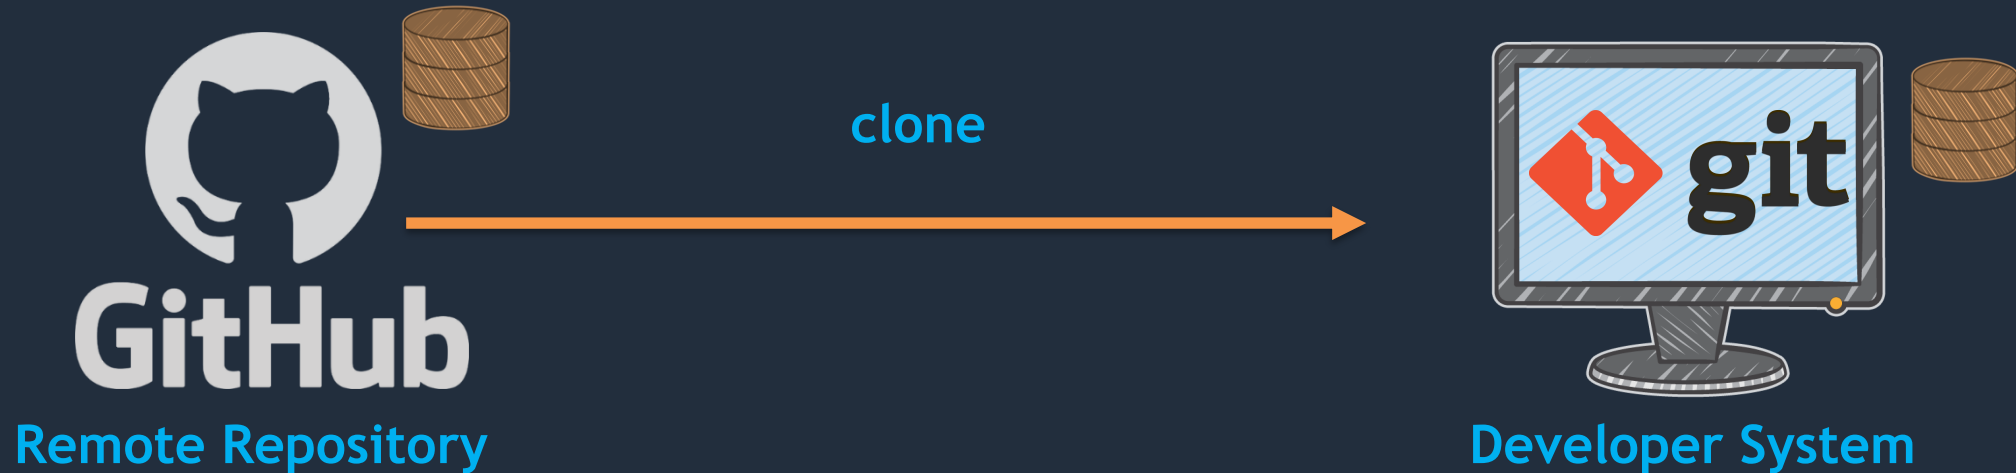 clone
git
GitHub
Remote Repository
Developer System